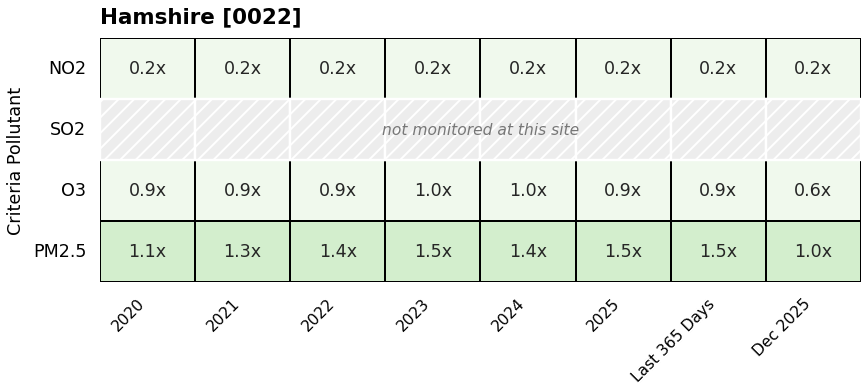 Hamshire [0022]
Criteria Pollutant
NO2 0.2x 0.2x 0.2x 0.2x 0.2x 0.2x 0.2x 0.2x
SO2 not monitored at this site
O3 0.9x 0.9x 0.9x 1.0x 1.0x 0.9x 0.9x 0.6x
PM2.5 1.1x 1.3x 1.4x 1.5x 1.4x 1.5x 1.5x 1.0x
2020 2021 2022 2023 2024 2025 Last 365 Days Dec 2025